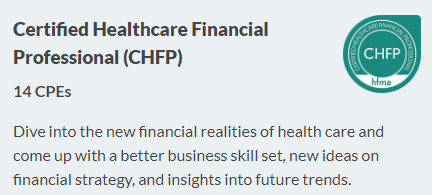 Certified Healthcare Financial
Professional (CHFP)
14 CPEs
Dive into the new financial realities of health care and
come up with a better business skill set, new ideas on
financial strategy, and insights into future trends.
CERTIFIED HEALTHCARE FINANCIAL PROFESSIONAL
CHFP
hfma